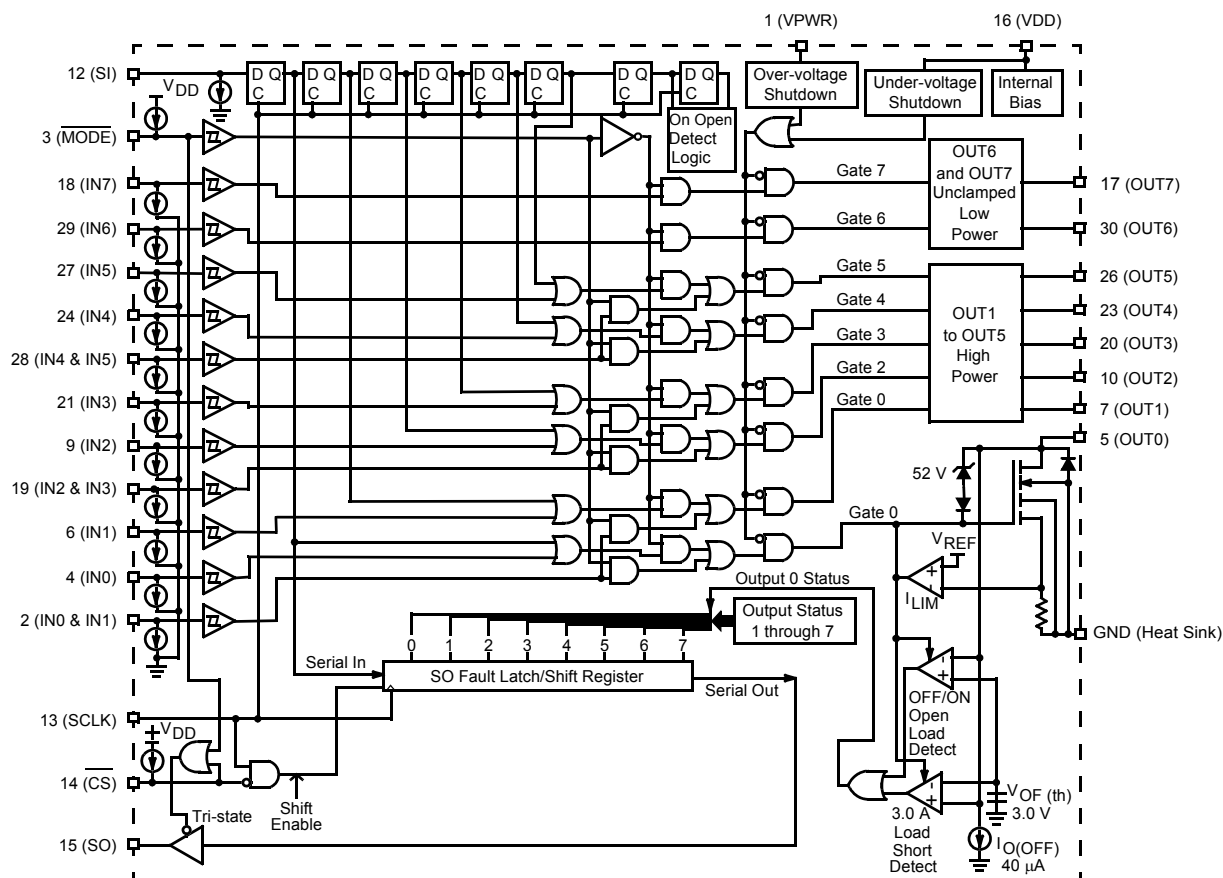 1 (VPWR)
16 (VDD)
12 (SI)
D Q
C
D Q
C
D Q
C
D Q
C
D Q
C
D Q
C
D Q
C
D Q
C
Over-voltage
Shutdown
Under-voltage
Shutdown
Internal
Bias
VDD
3 (MODE)
On Open
Detect
Logic
18 (IN7)
Gate 7
OUT6
and OUT7
Unclamped
Low
Power
17 (OUT7)
29 (IN6)
Gate 6
30 (OUT6)
27 (IN5)
Gate 5
26 (OUT5)
24 (IN4)
Gate 4
OUT1
to OUT5
High
Power
23 (OUT4)
28 (IN4 & IN5)
Gate 3
20 (OUT3)
21 (IN3)
Gate 2
10 (OUT2)
9 (IN2)
Gate 0
7 (OUT1)
5 (OUT0)
19 (IN2 & IN3)
52 V
6 (IN1)
Gate 0
VREF
4 (IN0)
+
-
ILIM
2 (IN0 & IN1)
Output 0 Status
Output Status
1 through 7
GND (Heat Sink)
0 1 2 3 4 5 6 7
Serial In
SO Fault Latch/Shift Register
Serial Out
-
+
OFF/ON
Open
Load
Detect
13 (SCLK)
+VDD
14 (CS)
Shift
Enable
-
+
3.0 A
Load
Short
Detect
VOF (th)
3.0 V
Tri-state
15 (SO)
IO(OFF)
40 µA